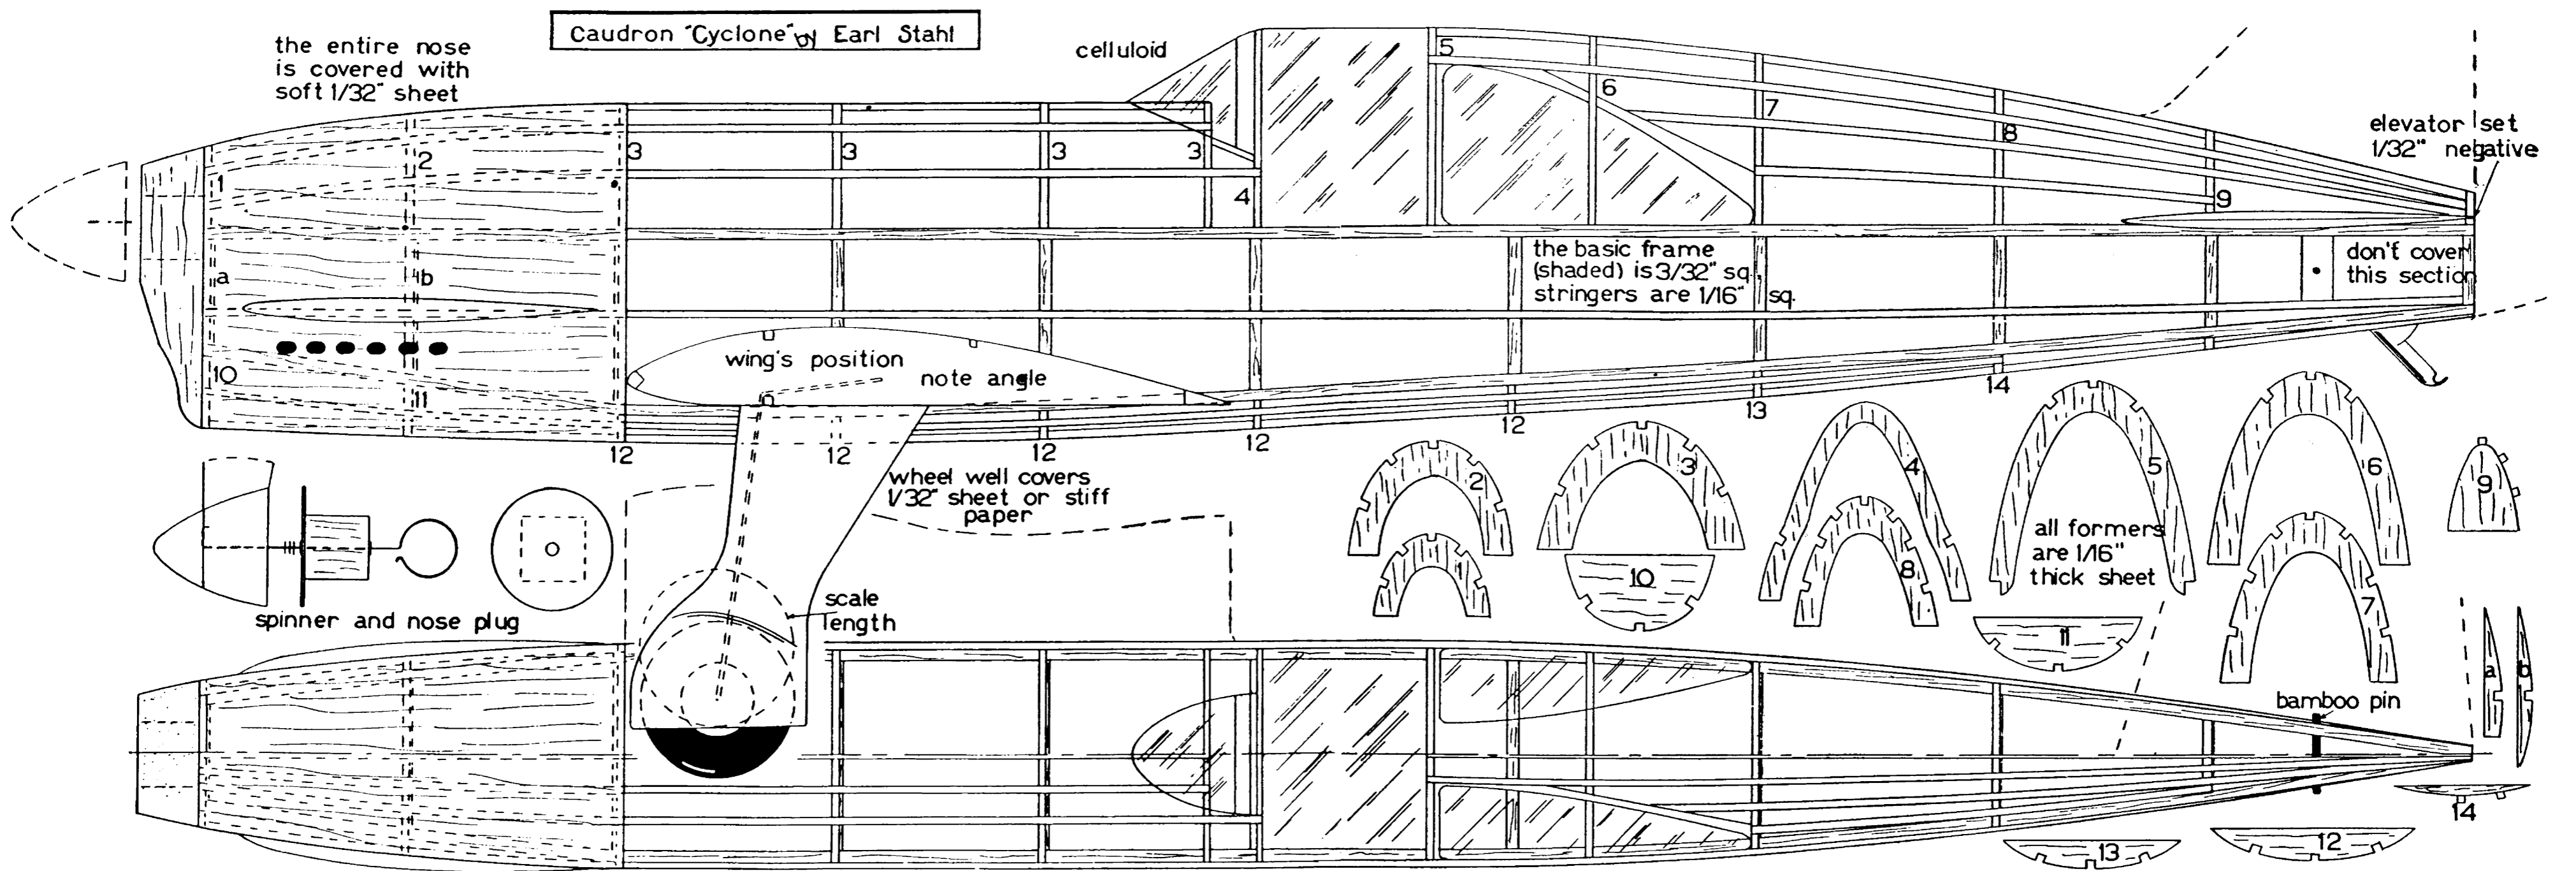 Caudron "Cyclone" by Earl Stahl
the entire nose
is covered with
soft 1/32" sheet
celluloid
elevator set
1/32" negative
5
6
7
8
9
1
2
3
3
3
3
4
a
b
10
11
the basic frame
(shaded) is 3/32" sq.
stringers are 1/16" sq.
don't cover
this section
wing's position
note angle
12
12
12
12
12
13
14
wheel well covers
1/32" sheet or stiff
paper
scale
length
spinner and nose plug
2
1
3
10
4
8
5
all formers
are 1/16"
thick sheet
11
6
7
9
a
b
bamboo pin
14
13
12